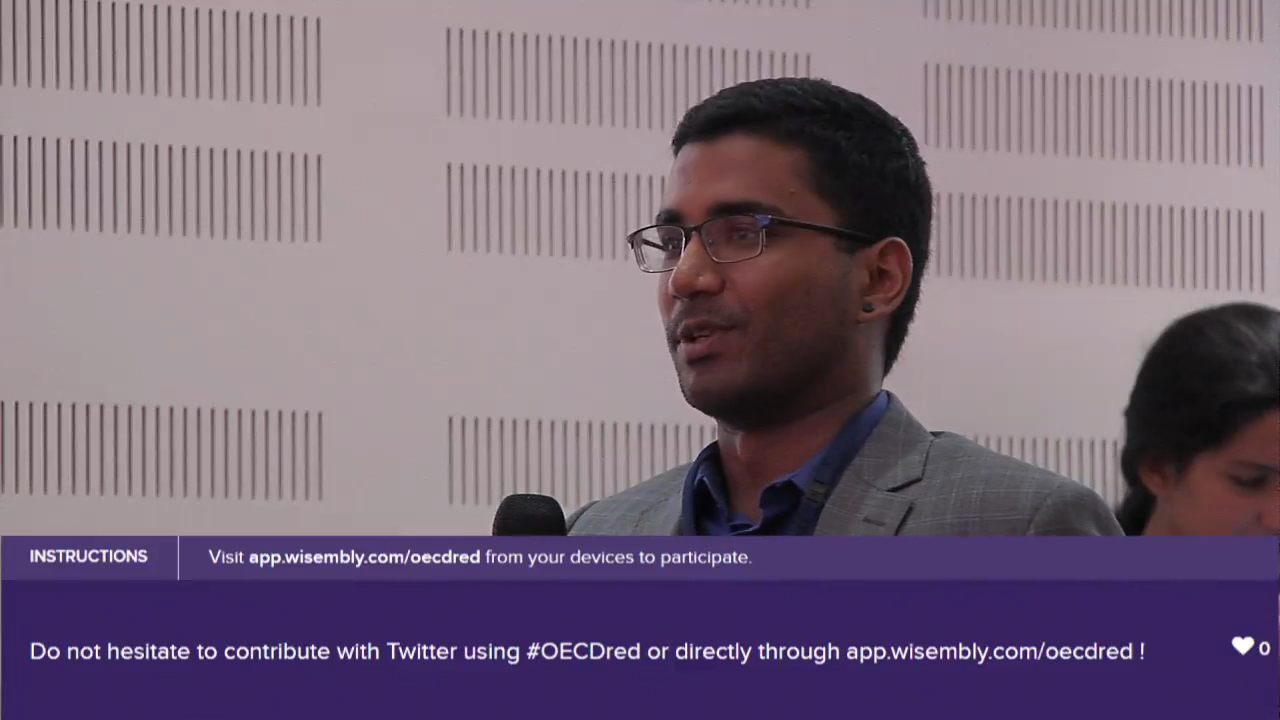 INSTRUCTIONS
Visit app.wisembly.com/oecdred from your devices to participate.
Do not hesitate to contribute with Twitter using #OECDred or directly through app.wisembly.com/oecdred !
0